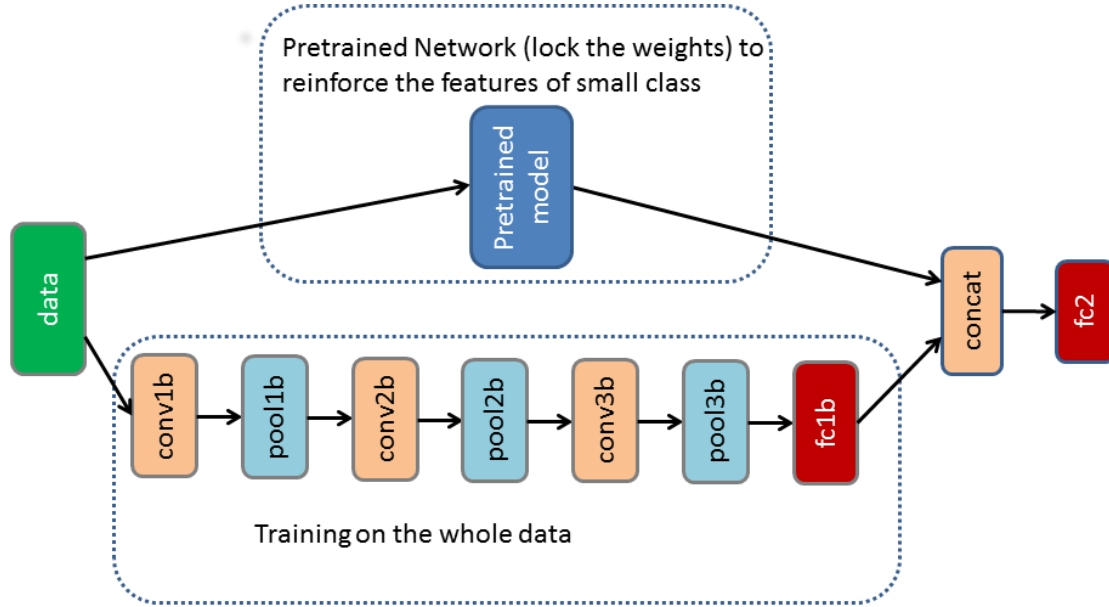 Pretrained Network (lock the weights) to
reinforce the features of small class
Pretrained
model
data
concat
fc2
conv1b
pool1b
conv2b
pool2b
conv3b
pool3b
fc1b
Training on the whole data